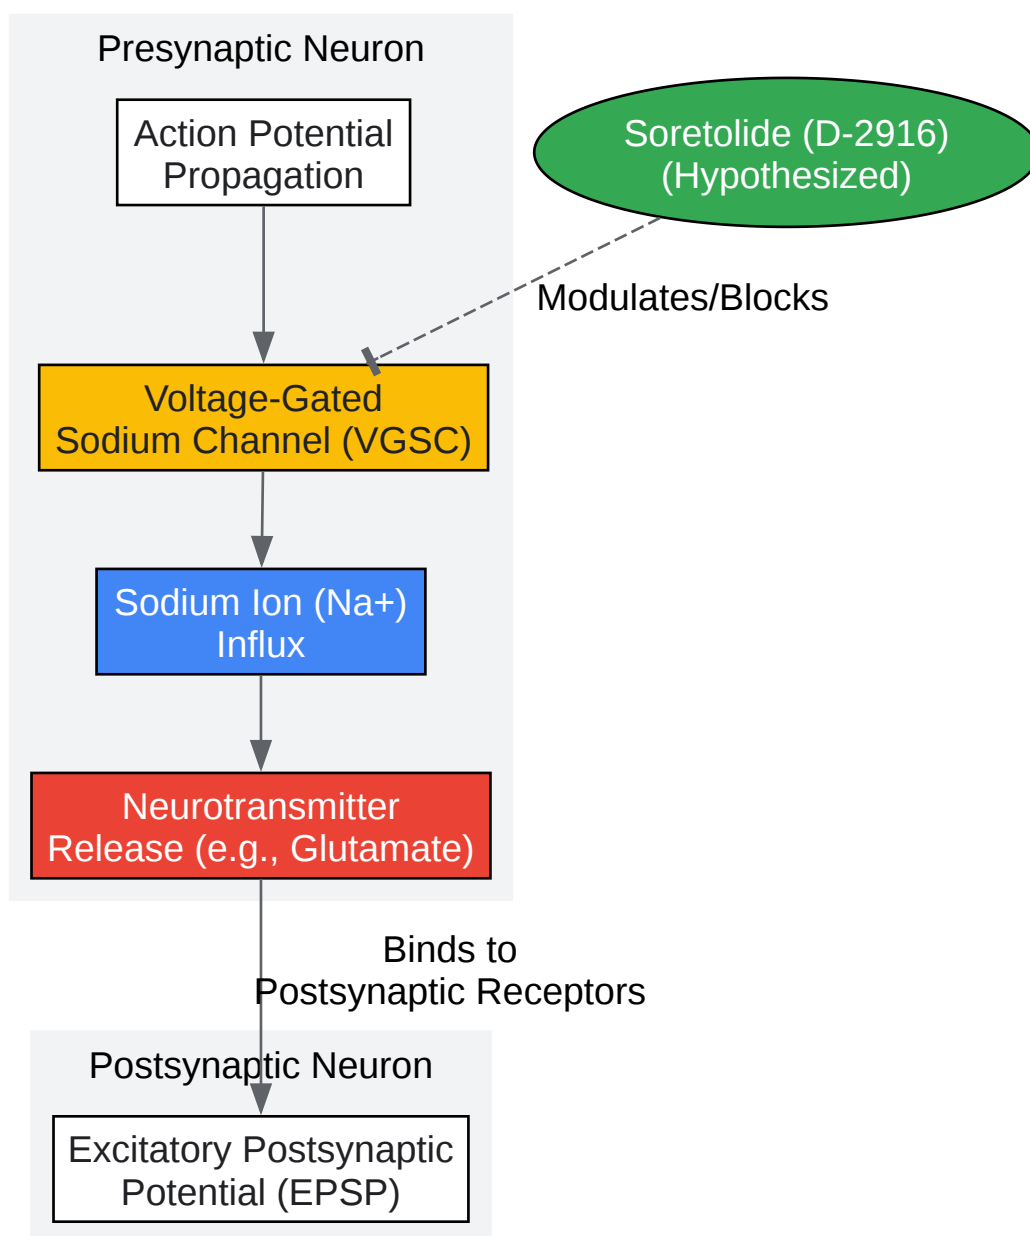 Presynaptic Neuron
Action Potential
Propagation
Soretolide (D-2916)
(Hypothesized)
Modulates/Blocks
Voltage-Gated
Sodium Channel (VGSC)
Sodium Ion (Na+)
Influx
Neurotransmitter
Release (e.g., Glutamate)
Binds to
Postsynaptic Receptors
Postsynaptic Neuron
Excitatory Postsynaptic
Potential (EPSP)